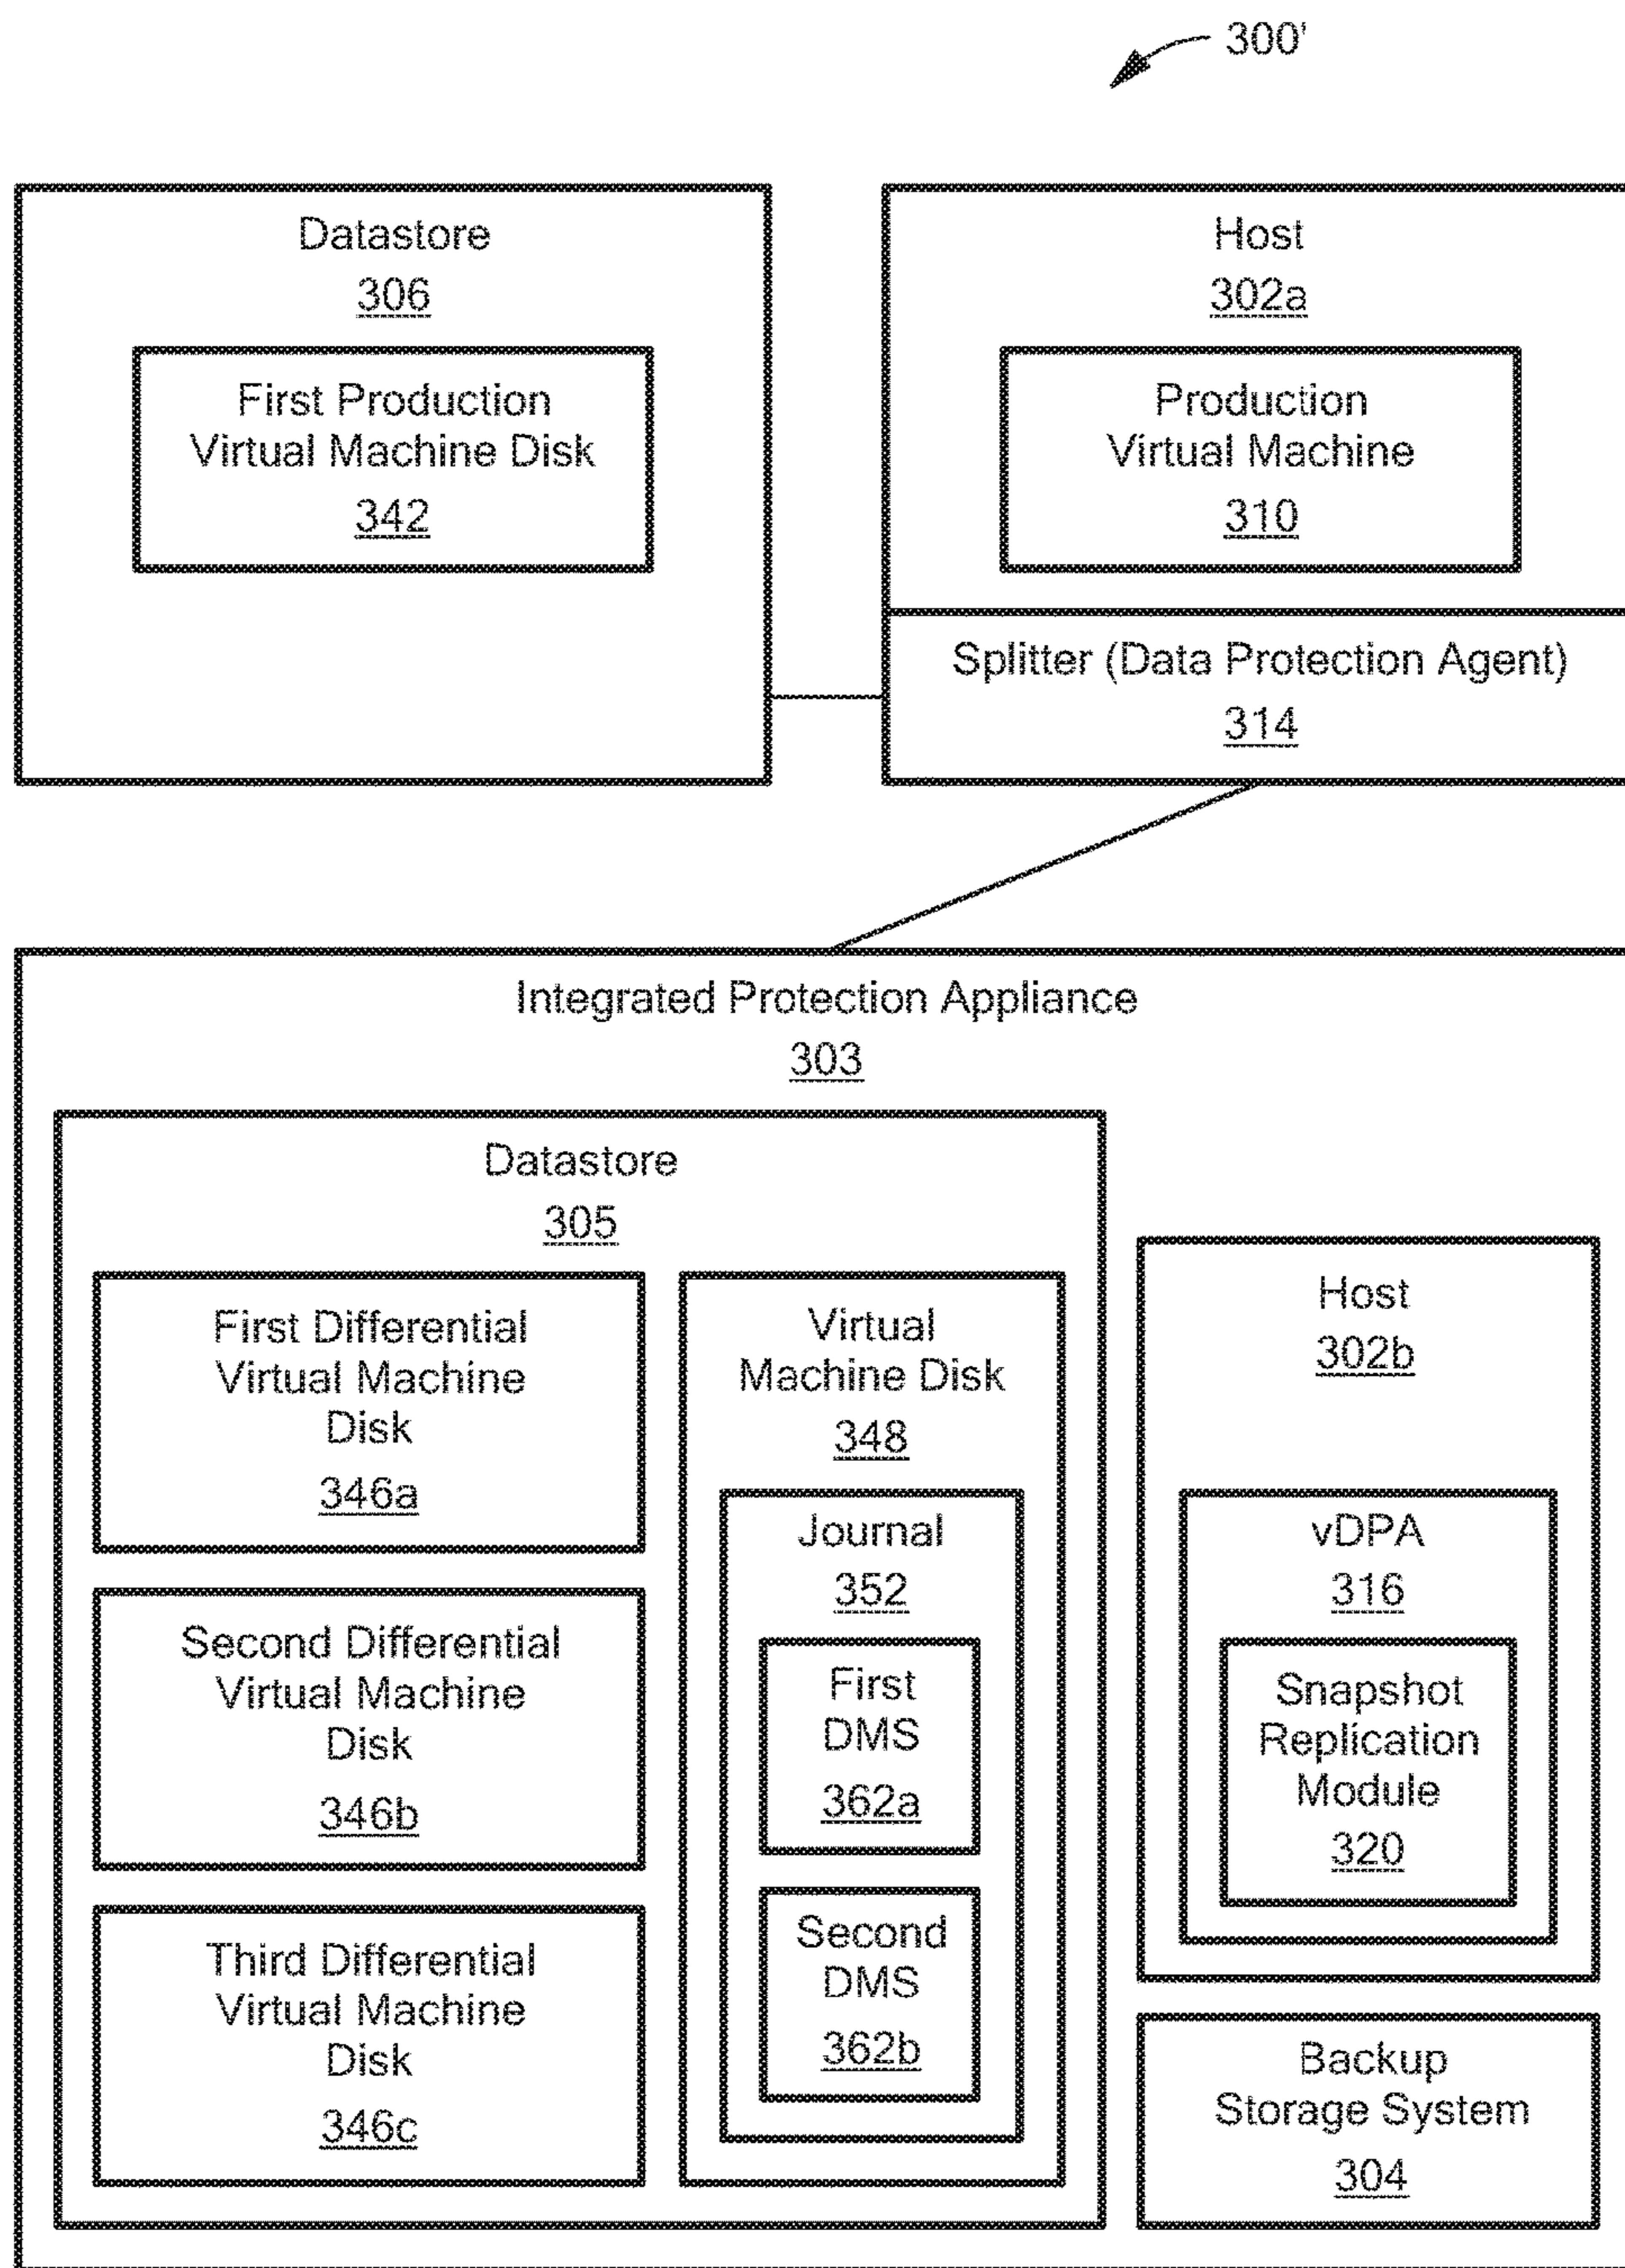 300'
Datastore
306
First Production
Virtual Machine Disk
342
Host
302a
Production
Virtual Machine
310
Splitter (Data Protection Agent)
314
Integrated Protection Appliance
303
Datastore
305
First Differential
Virtual Machine
Disk
346a
Second Differential
Virtual Machine
Disk
346b
Third Differential
Virtual Machine
Disk
346c
Virtual
Machine Disk
348
Journal
352
First
DMS
362a
Second
DMS
362b
Host
302b
vDPA
316
Snapshot
Replication
Module
320
Backup
Storage System
304